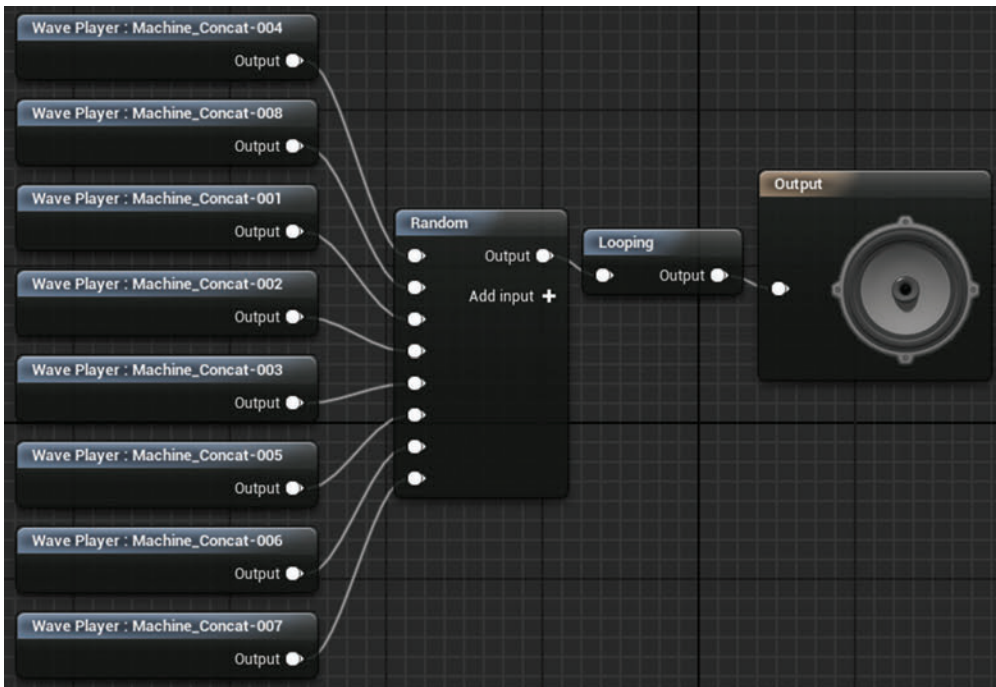 Wave Player : Machine_Concat-004
Output
Wave Player : Machine_Concat-008
Output
Wave Player : Machine_Concat-001
Output
Wave Player : Machine_Concat-002
Output
Wave Player : Machine_Concat-003
Output
Wave Player : Machine_Concat-005
Output
Wave Player : Machine_Concat-006
Output
Wave Player : Machine_Concat-007
Output
Random
Output
Add input
Looping
Output
Output